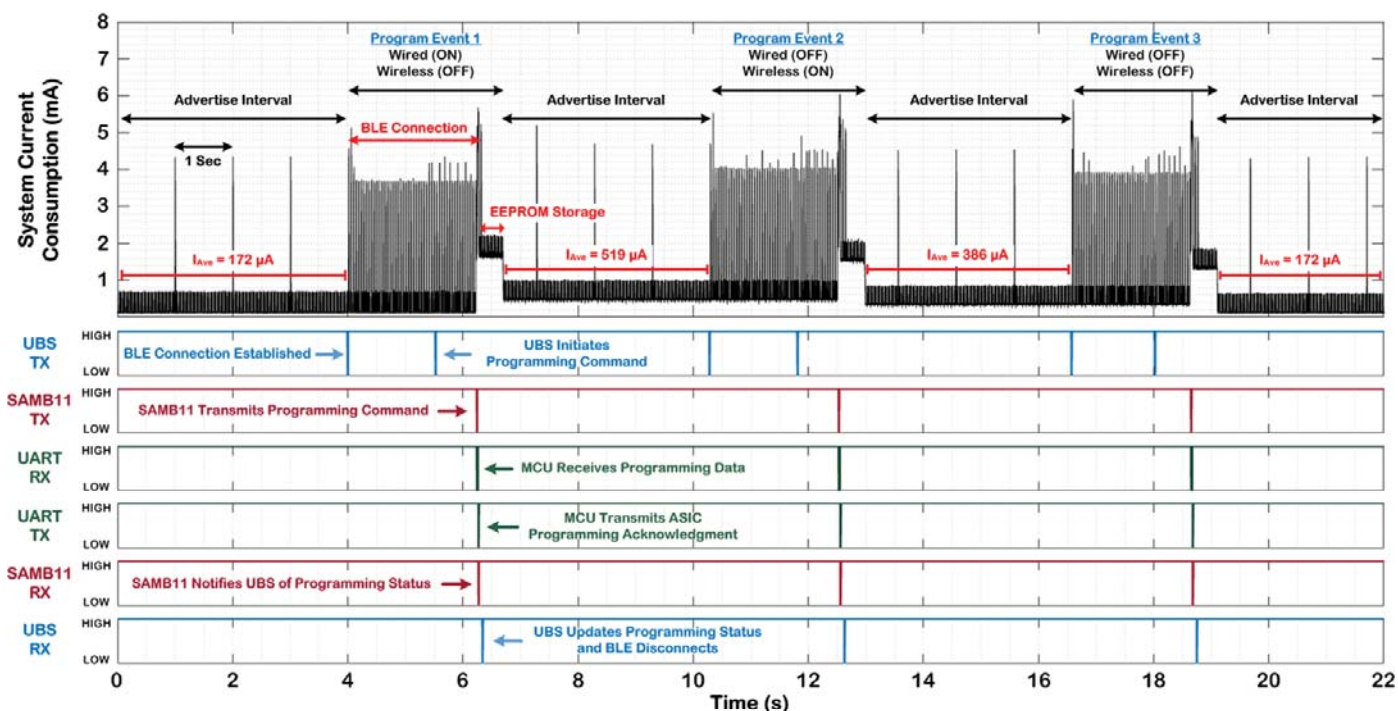 8
7
6
5
4
3
2
1
System Current
Consumption (mA)
Program Event 1
Wired (ON)
Wireless (OFF)
Program Event 2
Wired (OFF)
Wireless (ON)
Program Event 3
Wired (OFF)
Wireless (OFF)
Advertise Interval
BLE Connection
Advertise Interval
Advertise Interval
Advertise Interval
1 Sec
EEPROM Storage
IAve = 172 µA
IAve = 519 µA
IAve = 386 µA
IAve = 172 µA
UBS
TX
HIGH
LOW
BLE Connection Established
UBS Initiates
Programming Command
SAMB11
TX
HIGH
LOW
SAMB11 Transmits Programming Command
UART
RX
HIGH
LOW
MCU Receives Programming Data
UART
TX
HIGH
LOW
MCU Transmits ASIC
Programming Acknowledgment
SAMB11
RX
HIGH
LOW
SAMB11 Notifies UBS of Programming Status
UBS
RX
HIGH
LOW
UBS Updates Programming Status
and BLE Disconnects
0 2 4 6 8 10 12 14 16 18 20 22
Time (s)